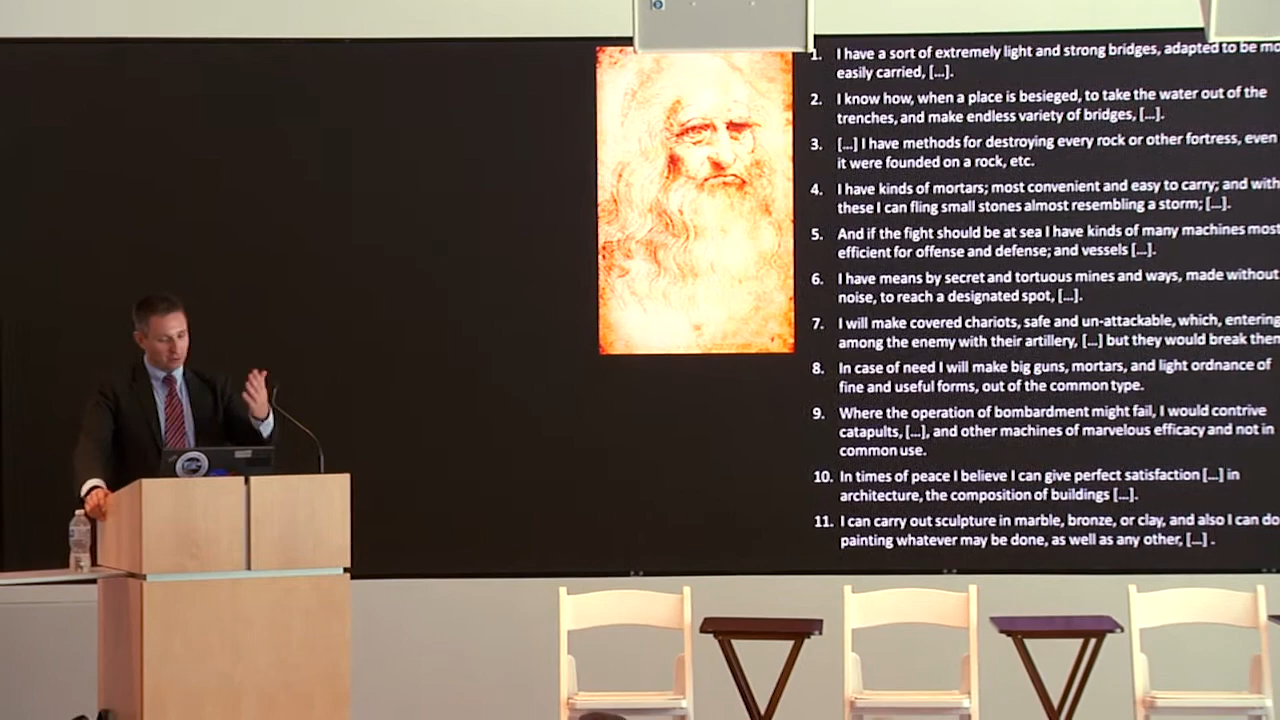 1. I have a sort of extremely light and strong bridges, adapted to be
easily carried, [...].
2. I know how, when a place is besieged, to take the water out of the
trenches, and make endless variety of bridges, [...].
3. [...] I have methods for destroying every rock or other fortress, even
it were founded on a rock, etc.
4. I have kinds of mortars; most convenient and easy to carry; and with
these I can fling small stones almost resembling a storm; [...].
5. And if the fight should be at sea I have kinds of many machines most
efficient for offense and defense; and vessels [...].
6. I have means by secret and tortuous mines and ways, made without
noise, to reach a designated spot, [...].
7. I will make covered chariots, safe and un-attackable, which, entering
among the enemy with their artillery, [...] but they would break them
8. In case of need I will make big guns, mortars, and light ordnance of
fine and useful forms, out of the common type.
9. Where the operation of bombardment might fail, I would contrive
catapults, [...], and other machines of marvelous efficacy and not in
common use.
10. In times of peace I believe I can give perfect satisfaction [...] in
architecture, the composition of buildings [...].
11. I can carry out sculpture in marble, bronze, or clay, and also I can do
painting whatever may be done, as well as any other, [...] .